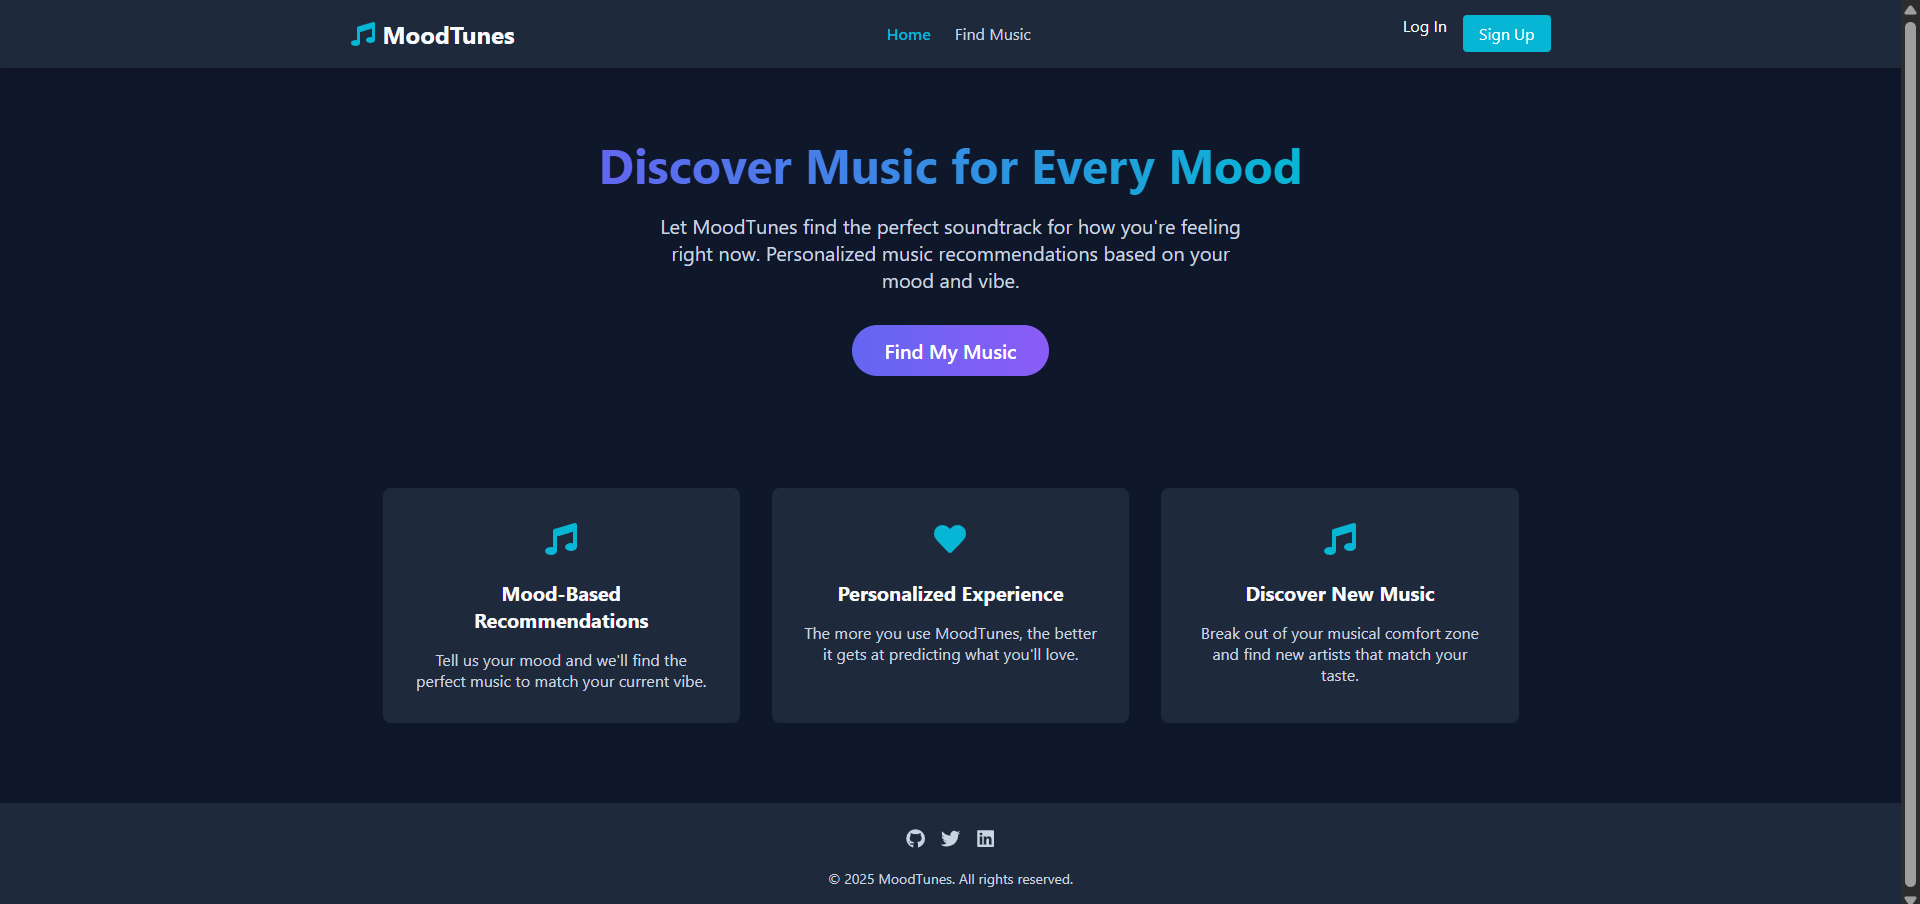 MoodTunes
Home
Find Music
Log In
Sign Up
Discover Music for Every Mood
Let MoodTunes find the perfect soundtrack for how you're feeling
right now. Personalized music recommendations based on your
mood and vibe.
Find My Music
Mood-Based
Recommendations
Tell us your mood and we'll find the
perfect music to match your current vibe.
Personalized Experience
The more you use MoodTunes, the better
it gets at predicting what you'll love.
Discover New Music
Break out of your musical comfort zone
and find new artists that match your
taste.
© 2025 MoodTunes. All rights reserved.